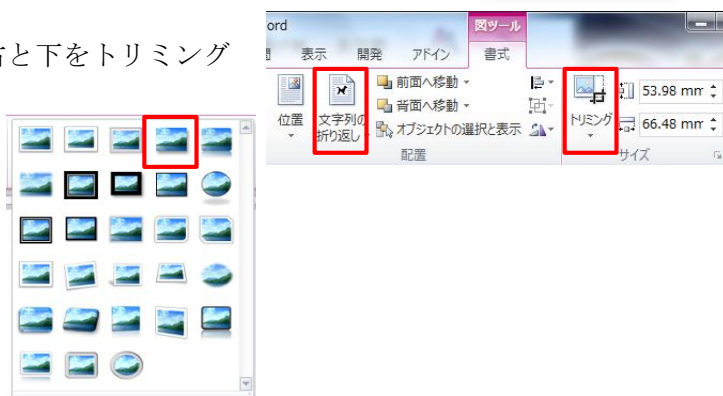 ord
図ツール
右と下をトリミング
表示 開発 アドイン 書式
前面へ移動
背面へ移動
オブジェクトの選択と表示
位置
文字列の
折り返し
トリミング
53.98 mm
66.48 mm
配置
サイズ